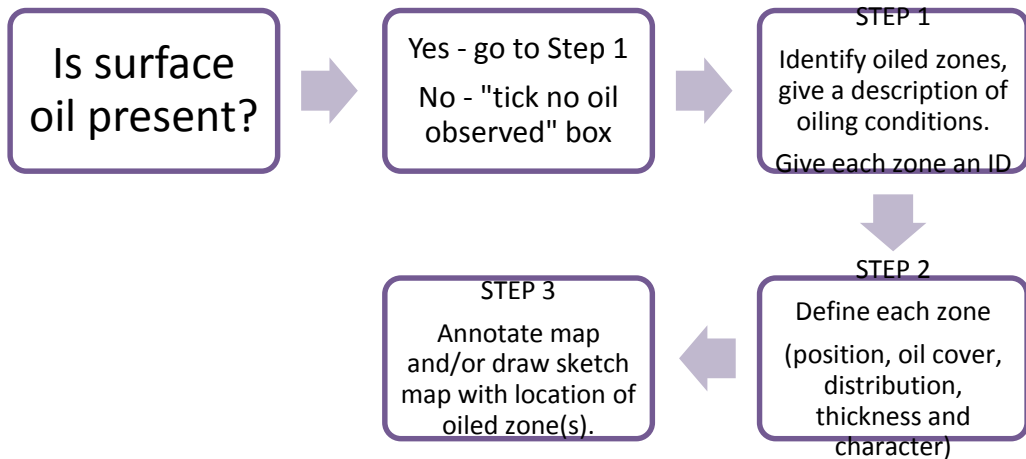 Is surface
oil present?
Yes - go to Step 1
No - "tick no oil
observed" box
STEP 1
Identify oiled zones,
give a description of
oiling conditions.
Give each zone an ID
STEP 2
Define each zone
(position, oil cover,
distribution,
thickness and
character)
STEP 3
Annotate map
and/or draw sketch
map with location of
oiled zone(s).